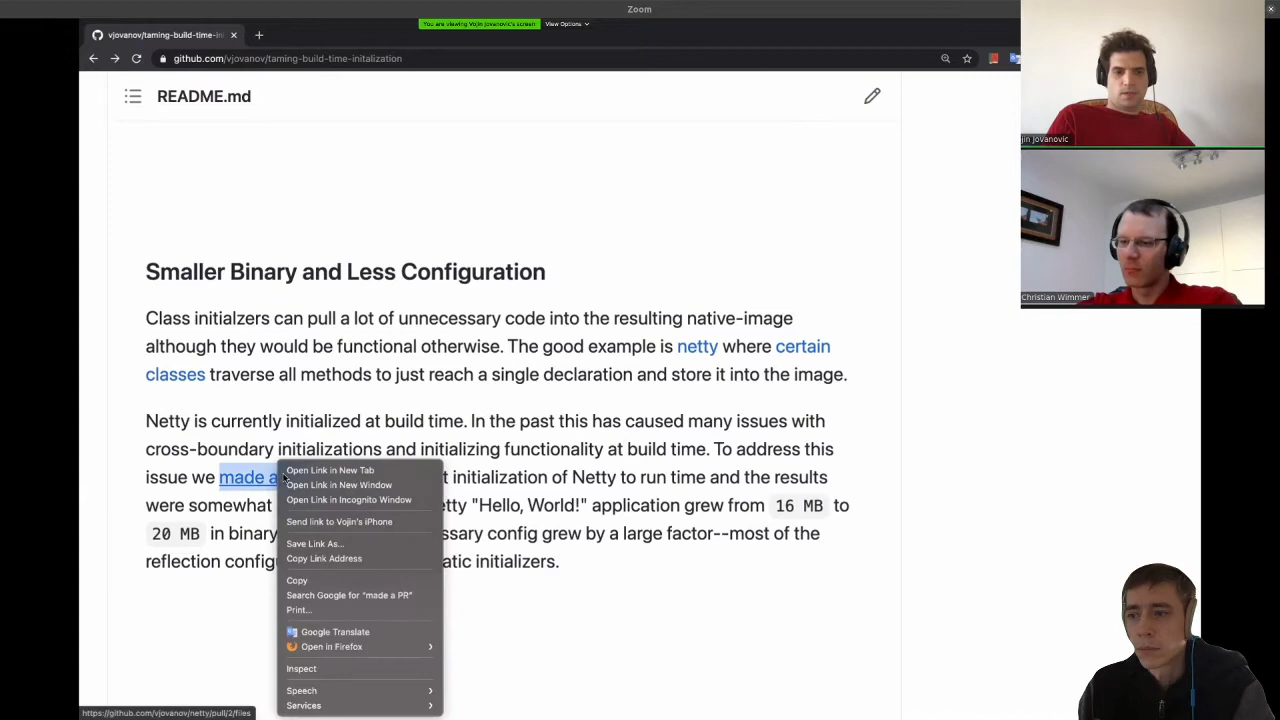 Zoom
You are viewing Vojin Jovanovic's screen View Options
vjovanov/taming-build-time-ini
github.com/vjovanov/taming-build-time-initalization
README.md
jin jovanovic
Christian Wimmer
Smaller Binary and Less Configuration
Class initialzers can pull a lot of unnecessary code into the resulting native-image
although they would be functional otherwise. The good example is netty where certain
classes traverse all methods to just reach a single declaration and store it into the image.
Netty is currently initialized at build time. In the past this has caused many issues with
cross-boundary initializations and initializing functionality at build time. To address this
issue we made a t initialization of Netty to run time and the results
were somewhat etty "Hello, World!" application grew from 16 MB to
20 MB in binary cessary config grew by a large factor--most of the
reflection config atic initializers.
Open Link in New Tab
Open Link in New Window
Open Link in Incognito Window
Send link to Vojin's iPhone
Save Link As...
Copy Link Address
Copy
Search Google for "made a PR"
Print...
Google Translate
Open in Firefox
Inspect
Speech
Services
https://github.com/vjovanov/netty/pull/2/files